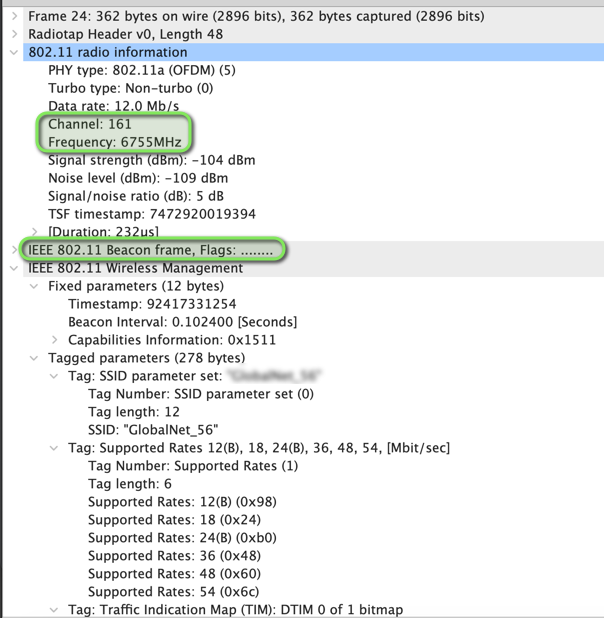 Frame 24: 362 bytes on wire (2896 bits), 362 bytes captured (2896 bits)
Radiotap Header v0, Length 48
802.11 radio information
PHY type: 802.11a (OFDM) (5)
Turbo type: Non-turbo (0)
Data rate: 12.0 Mb/s
Channel: 161
Frequency: 6755MHz
Signal strength (dBm): -104 dBm
Noise level (dBm): -109 dBm
Signal/noise ratio (dB): 5 dB
TSF timestamp: 7472920019394
[Duration: 232µs]
IEEE 802.11 Beacon frame, Flags: ........
IEEE 802.11 Wireless Management
Fixed parameters (12 bytes)
Timestamp: 92417331254
Beacon Interval: 0.102400 [Seconds]
Capabilities Information: 0x1511
Tagged parameters (278 bytes)
Tag: SSID parameter set:
Tag Number: SSID parameter set (0)
Tag length: 12
SSID: "GlobalNet_56"
Tag: Supported Rates 12(B), 18, 24(B), 36, 48, 54, [Mbit/sec]
Tag Number: Supported Rates (1)
Tag length: 6
Supported Rates: 12(B) (0x98)
Supported Rates: 18 (0x24)
Supported Rates: 24(B) (0xb0)
Supported Rates: 36 (0x48)
Supported Rates: 48 (0x60)
Supported Rates: 54 (0x6c)
Tag: Traffic Indication Map (TIM): DTIM 0 of 1 bitmap